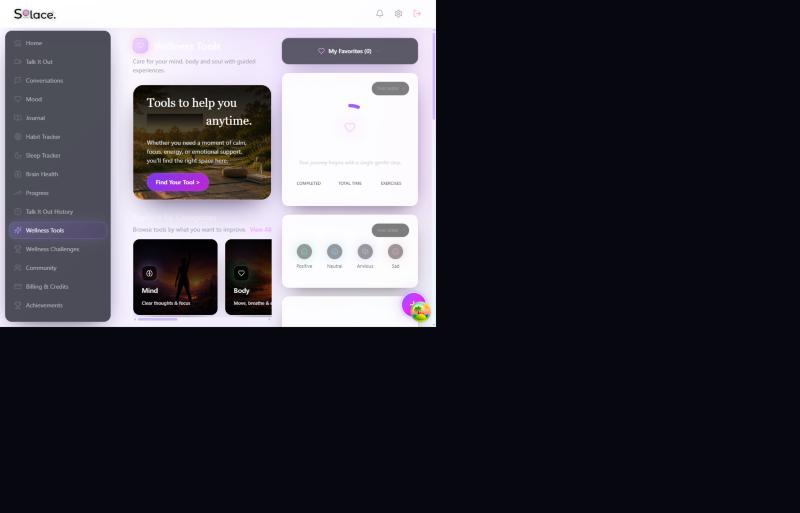 Solace.
Home
Talk It Out
Conversations
Mood
Journal
Habit Tracker
Sleep Tracker
Brain Health
Progress
Talk It Out History
Wellness Tools
Wellness Challenges
Community
Billing & Credits
Achievements
Wellness Tools
Care for your mind, body and soul with guided
experiences.
Tools to help you
anytime.
Whether you need a moment of calm,
focus, energy, or emotional support,
you'll find the right space here.
Find Your Tool >
Browse tools by what you want to improve. View All
Mind
Clear thoughts & focus
Body
Move, breathe &
My Favorites (0)
Your journey begins with a single gentle step.
COMPLETED TOTAL TIME EXERCISES
Positive Neutral Anxious Sad